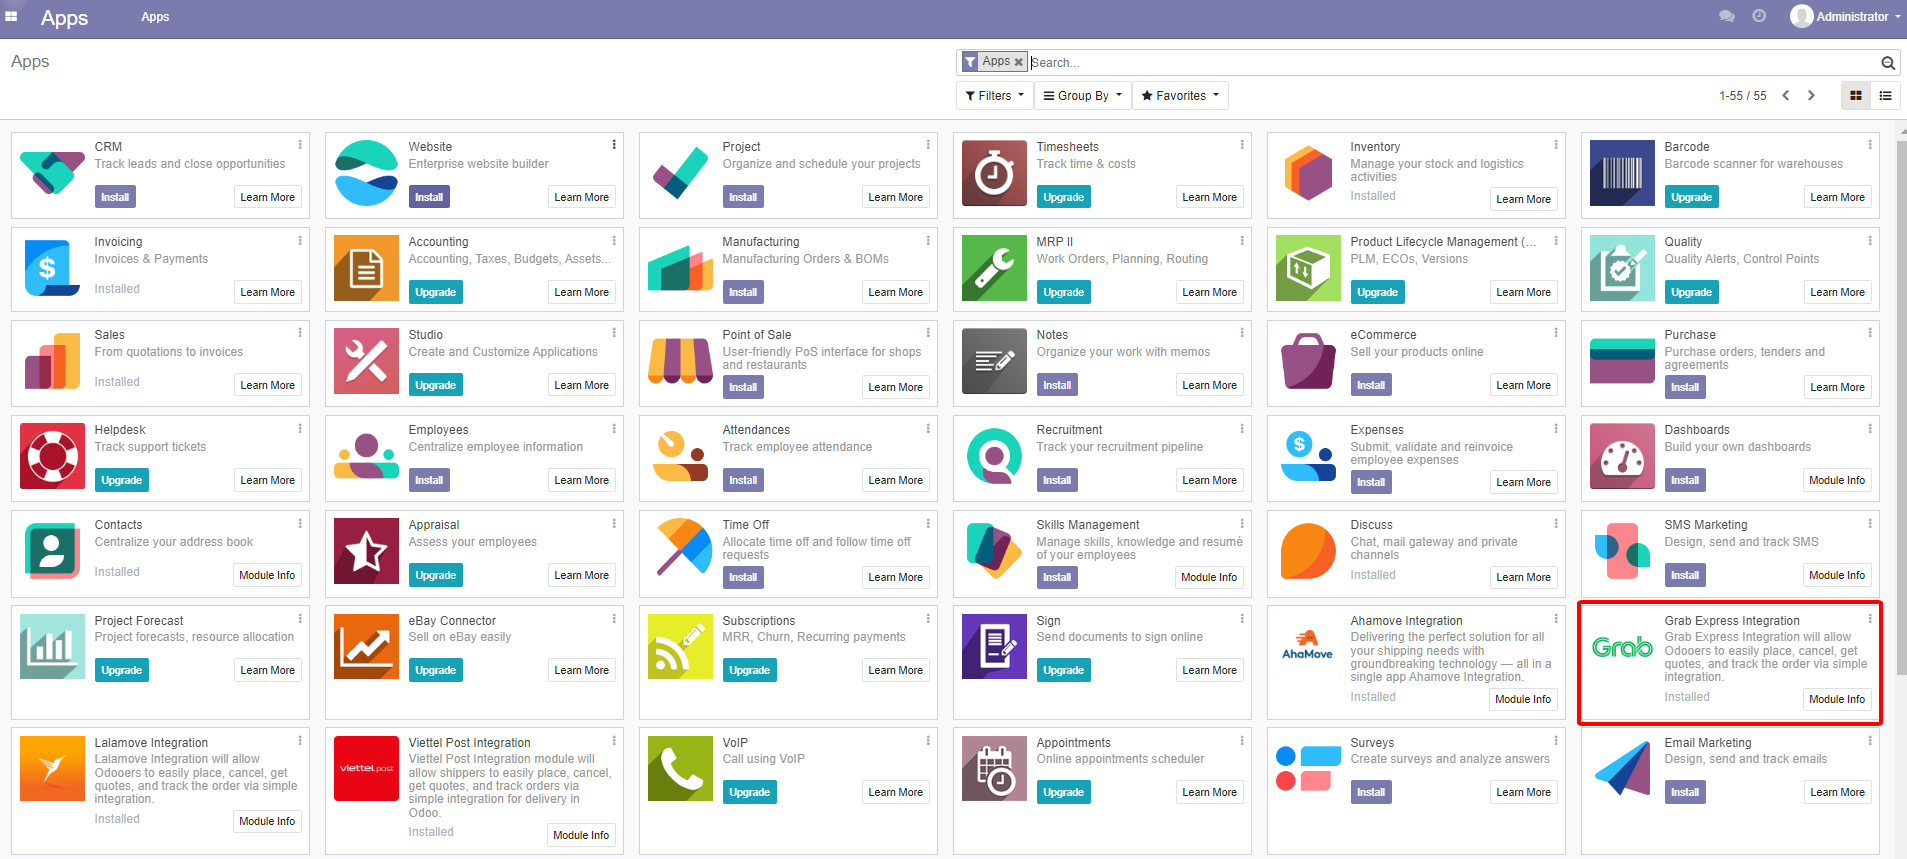 Apps
Apps
Administrator
Apps
Apps
Search...
Filters
Group By
Favorites
1-55 / 55
CRM
Track leads and close opportunities
Install
Learn More
Website
Enterprise website builder
Install
Learn More
Project
Organize and schedule your projects
Install
Learn More
Timesheets
Track time & costs
Upgrade
Learn More
Inventory
Manage your stock and logistics
activities
Installed
Learn More
Barcode
Barcode scanner for warehouses
Upgrade
Learn More
Invoicing
Invoices & Payments
Installed
Learn More
Accounting
Accounting, Taxes, Budgets, Assets...
Upgrade
Learn More
Manufacturing
Manufacturing Orders & BOMs
Install
Learn More
MRP II
Work Orders, Planning, Routing
Upgrade
Learn More
Product Lifecycle Management (...
PLM, ECOs, Versions
Upgrade
Learn More
Quality
Quality Alerts, Control Points
Upgrade
Learn More
Sales
From quotations to invoices
Installed
Learn More
Studio
Create and Customize Applications
Upgrade
Learn More
Point of Sale
User-friendly PoS interface for shops
and restaurants
Install
Learn More
Notes
Organize your work with memos
Install
Learn More
eCommerce
Sell your products online
Install
Learn More
Purchase
Purchase orders, tenders and
agreements
Install
Learn More
Helpdesk
Track support tickets
Upgrade
Learn More
Employees
Centralize employee information
Install
Learn More
Attendances
Track employee attendance
Install
Learn More
Recruitment
Track your recruitment pipeline
Install
Learn More
Expenses
Submit, validate and reinvoice
employee expenses
Install
Learn More
Dashboards
Build your own dashboards
Install
Module Info
Contacts
Centralize your address book
Installed
Module Info
Appraisal
Assess your employees
Upgrade
Learn More
Time Off
Allocate time off and follow time off
requests
Install
Learn More
Skills Management
Manage skills, knowledge and resumé
of your employees
Install
Module Info
Discuss
Chat, mail gateway and private
channels
Installed
Learn More
SMS Marketing
Design, send and track SMS
Install
Module Info
Project Forecast
Project forecasts, resource allocation
Upgrade
Learn More
eBay Connector
Sell on eBay easily
Upgrade
Learn More
Subscriptions
MRR, Churn, Recurring payments
Upgrade
Learn More
Sign
Send documents to sign online
Upgrade
Learn More
AhaMove
Ahamove Integration
Delivering the perfect solution for all
your shipping needs with
groundbreaking technology — all in a
single app Ahamove Integration.
Installed
Module Info
Grab
Grab Express Integration
Grab Express Integration will allow
Odooers to easily place, cancel, get
quotes, and track the order via simple
integration.
Installed
Module Info
Lalamove Integration
Lalamove Integration will allow
Odooers to easily place, cancel, get
quotes, and track the order via simple
integration.
Installed
Module Info
viettel post
Viettel Post Integration
Viettel Post Integration module will
allow shippers to easily place, cancel,
get quotes, and track orders via
simple integration for delivery in
Odoo.
Installed
Module Info
VoIP
Call using VoIP
Upgrade
Learn More
Appointments
Online appointments scheduler
Upgrade
Learn More
Surveys
Create surveys and analyze answers
Install
Learn More
Email Marketing
Design, send and track emails
Install
Learn More